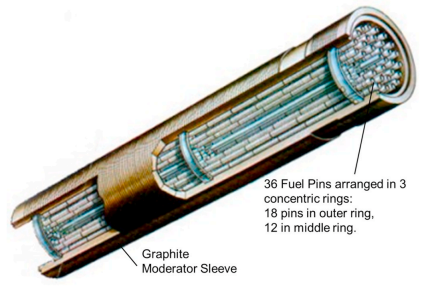 36 Fuel Pins arranged in 3
concentric rings:
18 pins in outer ring,
12 in middle ring.
Graphite
Moderator Sleeve